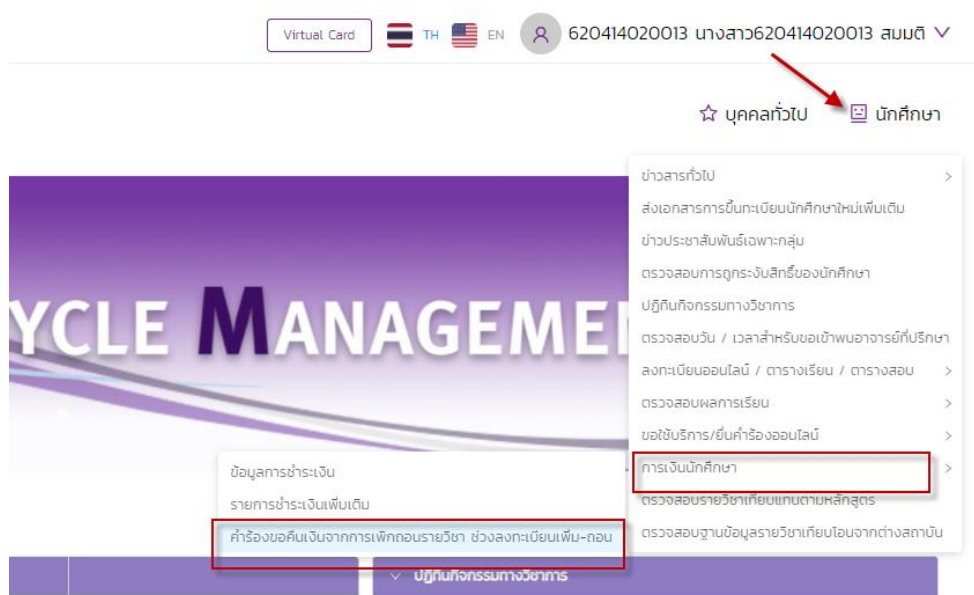 Virtual Card TH EN 620414020013 นางสาว620414020013 สมมติ
บุคคลทั่วไป นักศึกษา
ข่าวสารทั่วไป
ส่งเอกสารการขึ้นทะเบียนนักศึกษาใหม่เพิ่มเติม
ข่าวประชาสัมพันธ์เฉพาะกลุ่ม
ตรวจสอบการถูกระงับสิทธิ์ของนักศึกษา
ปฏิทินกิจกรรมทางวิชาการ
ตรวจสอบวัน / เวลาสำหรับขอเข้าพบอาจารย์ที่ปรึกษา
ลงทะเบียนออนไลน์ / ตารางเรียน / ตารางสอบ
ตรวจสอบผลการเรียน
ขอใช้บริการ/ยื่นคำร้องออนไลน์
การเงินนักศึกษา
ตรวจสอบรายวิชาเทียบแทนตามหลักสูตร
ตรวจสอบฐานข้อมูลรายวิชาเทียบโอนจากต่างสถาบัน
YCLE MANAGEME
ข้อมูลการชำระเงิน
รายการชำระเงินเพิ่มเติม
คำร้องขอคืนเงินจากการเพิกถอนรายวิชา ช่วงลงทะเบียนเพิ่ม-ถอน
ปฏิทินกิจกรรมทางวิชาการ